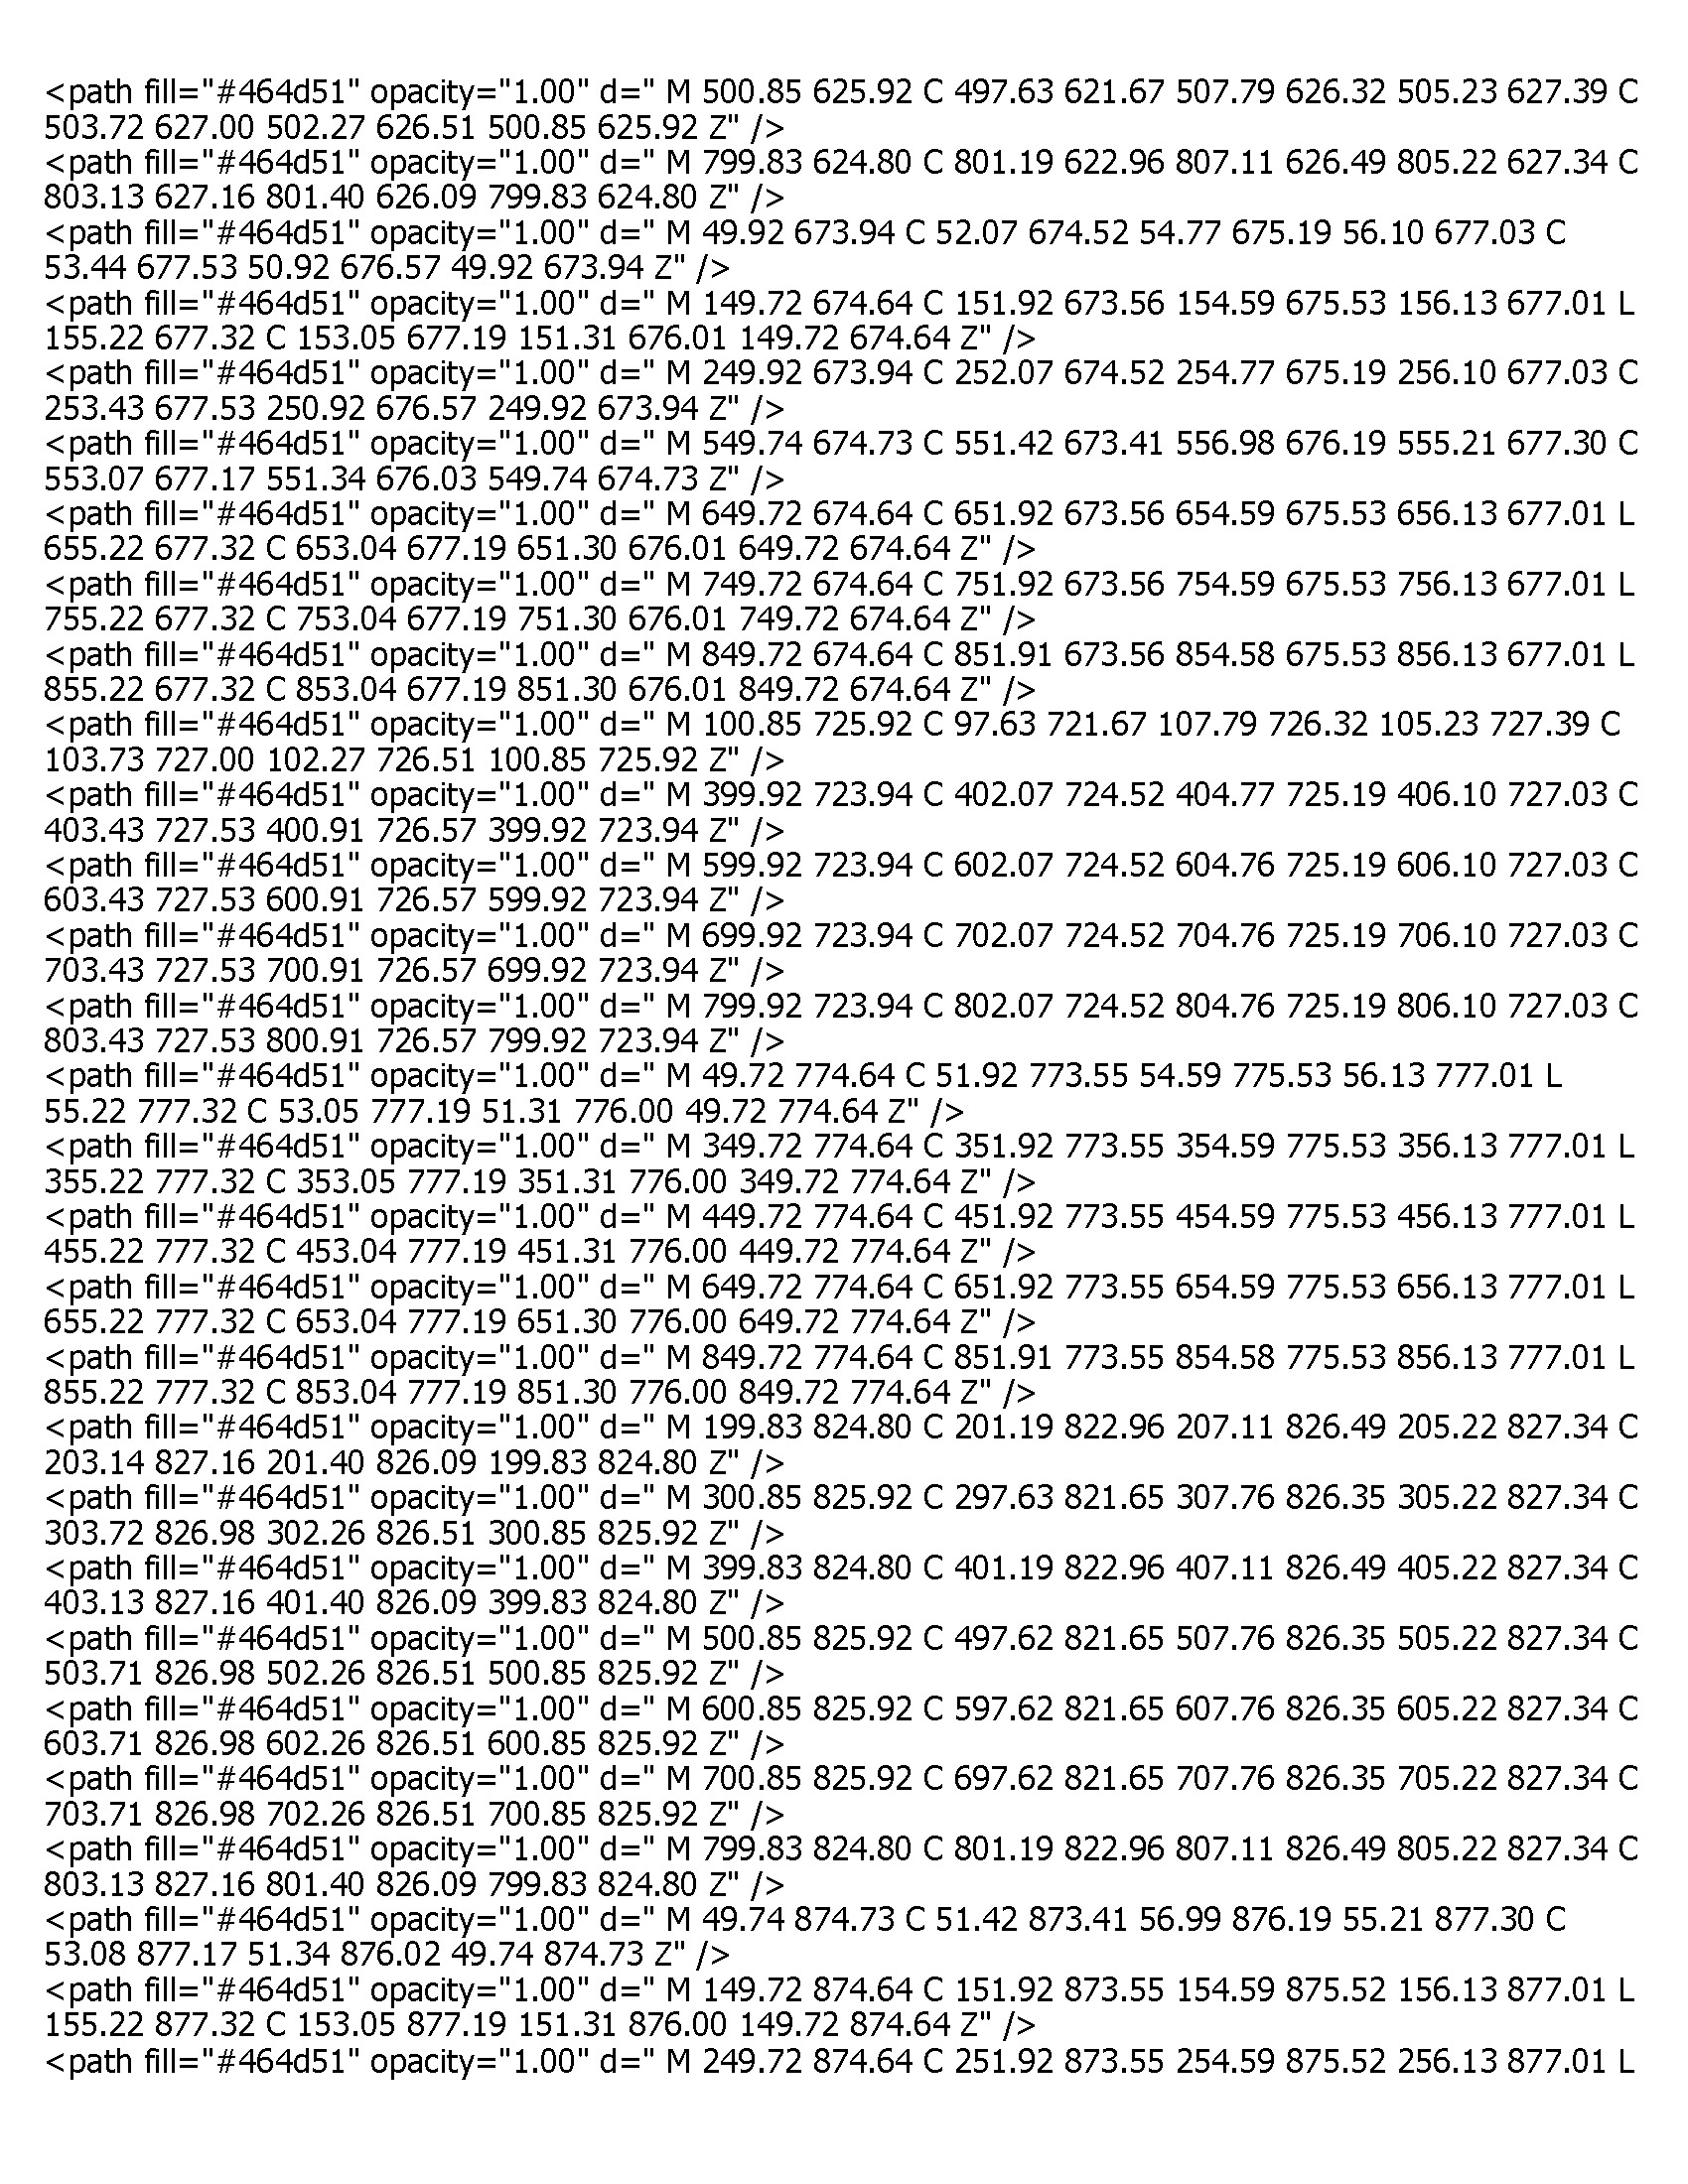 <path fill="#464d51" opacity="1.00" d=" M 500.85 625.92 C 497.63 621.67 507.79 626.32 505.23 627.39 C
503.72 627.00 502.27 626.51 500.85 625.92 Z" />
<path fill="#464d51" opacity="1.00" d=" M 799.83 624.80 C 801.19 622.96 807.11 626.49 805.22 627.34 C
803.13 627.16 801.40 626.09 799.83 624.80 Z" />
<path fill="#464d51" opacity="1.00" d=" M 49.92 673.94 C 52.07 674.52 54.77 675.19 56.10 677.03 C
53.44 677.53 50.92 676.57 49.92 673.94 Z" />
<path fill="#464d51" opacity="1.00" d=" M 149.72 674.64 C 151.92 673.56 154.59 675.53 156.13 677.01 L
155.22 677.32 C 153.05 677.19 151.31 676.01 149.72 674.64 Z" />
<path fill="#464d51" opacity="1.00" d=" M 249.92 673.94 C 252.07 674.52 254.77 675.19 256.10 677.03 C
253.43 677.53 250.92 676.57 249.92 673.94 Z" />
<path fill="#464d51" opacity="1.00" d=" M 549.74 674.73 C 551.42 673.41 556.98 676.19 555.21 677.30 C
553.07 677.17 551.34 676.03 549.74 674.73 Z" />
<path fill="#464d51" opacity="1.00" d=" M 649.72 674.64 C 651.92 673.56 654.59 675.53 656.13 677.01 L
655.22 677.32 C 653.04 677.19 651.30 676.01 649.72 674.64 Z" />
<path fill="#464d51" opacity="1.00" d=" M 749.72 674.64 C 751.92 673.56 754.59 675.53 756.13 677.01 L
755.22 677.32 C 753.04 677.19 751.30 676.01 749.72 674.64 Z" />
<path fill="#464d51" opacity="1.00" d=" M 849.72 674.64 C 851.91 673.56 854.58 675.53 856.13 677.01 L
855.22 677.32 C 853.04 677.19 851.30 676.01 849.72 674.64 Z" />
<path fill="#464d51" opacity="1.00" d=" M 100.85 725.92 C 97.63 721.67 107.79 726.32 105.23 727.39 C
103.73 727.00 102.27 726.51 100.85 725.92 Z" />
<path fill="#464d51" opacity="1.00" d=" M 399.92 723.94 C 402.07 724.52 404.77 725.19 406.10 727.03 C
403.43 727.53 400.91 726.57 399.92 723.94 Z" />
<path fill="#464d51" opacity="1.00" d=" M 599.92 723.94 C 602.07 724.52 604.76 725.19 606.10 727.03 C
603.43 727.53 600.91 726.57 599.92 723.94 Z" />
<path fill="#464d51" opacity="1.00" d=" M 699.92 723.94 C 702.07 724.52 704.76 725.19 706.10 727.03 C
703.43 727.53 700.91 726.57 699.92 723.94 Z" />
<path fill="#464d51" opacity="1.00" d=" M 799.92 723.94 C 802.07 724.52 804.76 725.19 806.10 727.03 C
803.43 727.53 800.91 726.57 799.92 723.94 Z" />
<path fill="#464d51" opacity="1.00" d=" M 49.72 774.64 C 51.92 773.55 54.59 775.53 56.13 777.01 L
55.22 777.32 C 53.05 777.19 51.31 776.00 49.72 774.64 Z" />
<path fill="#464d51" opacity="1.00" d=" M 349.72 774.64 C 351.92 773.55 354.59 775.53 356.13 777.01 L
355.22 777.32 C 353.05 777.19 351.31 776.00 349.72 774.64 Z" />
<path fill="#464d51" opacity="1.00" d=" M 449.72 774.64 C 451.92 773.55 454.59 775.53 456.13 777.01 L
455.22 777.32 C 453.04 777.19 451.31 776.00 449.72 774.64 Z" />
<path fill="#464d51" opacity="1.00" d=" M 649.72 774.64 C 651.92 773.55 654.59 775.53 656.13 777.01 L
655.22 777.32 C 653.04 777.19 651.30 776.00 649.72 774.64 Z" />
<path fill="#464d51" opacity="1.00" d=" M 849.72 774.64 C 851.91 773.55 854.58 775.53 856.13 777.01 L
855.22 777.32 C 853.04 777.19 851.30 776.00 849.72 774.64 Z" />
<path fill="#464d51" opacity="1.00" d=" M 199.83 824.80 C 201.19 822.96 207.11 826.49 205.22 827.34 C
203.14 827.16 201.40 826.09 199.83 824.80 Z" />
<path fill="#464d51" opacity="1.00" d=" M 300.85 825.92 C 297.63 821.65 307.76 826.35 305.22 827.34 C
303.72 826.98 302.26 826.51 300.85 825.92 Z" />
<path fill="#464d51" opacity="1.00" d=" M 399.83 824.80 C 401.19 822.96 407.11 826.49 405.22 827.34 C
403.13 827.16 401.40 826.09 399.83 824.80 Z" />
<path fill="#464d51" opacity="1.00" d=" M 500.85 825.92 C 497.62 821.65 507.76 826.35 505.22 827.34 C
503.71 826.98 502.26 826.51 500.85 825.92 Z" />
<path fill="#464d51" opacity="1.00" d=" M 600.85 825.92 C 597.62 821.65 607.76 826.35 605.22 827.34 C
603.71 826.98 602.26 826.51 600.85 825.92 Z" />
<path fill="#464d51" opacity="1.00" d=" M 700.85 825.92 C 697.62 821.65 707.76 826.35 705.22 827.34 C
703.71 826.98 702.26 826.51 700.85 825.92 Z" />
<path fill="#464d51" opacity="1.00" d=" M 799.83 824.80 C 801.19 822.96 807.11 826.49 805.22 827.34 C
803.13 827.16 801.40 826.09 799.83 824.80 Z" />
<path fill="#464d51" opacity="1.00" d=" M 49.74 874.73 C 51.42 873.41 56.99 876.19 55.21 877.30 C
53.08 877.17 51.34 876.02 49.74 874.73 Z" />
<path fill="#464d51" opacity="1.00" d=" M 149.72 874.64 C 151.92 873.55 154.59 875.52 156.13 877.01 L
155.22 877.32 C 153.05 877.19 151.31 876.00 149.72 874.64 Z" />
<path fill="#464d51" opacity="1.00" d=" M 249.72 874.64 C 251.92 873.55 254.59 875.52 256.13 877.01 L